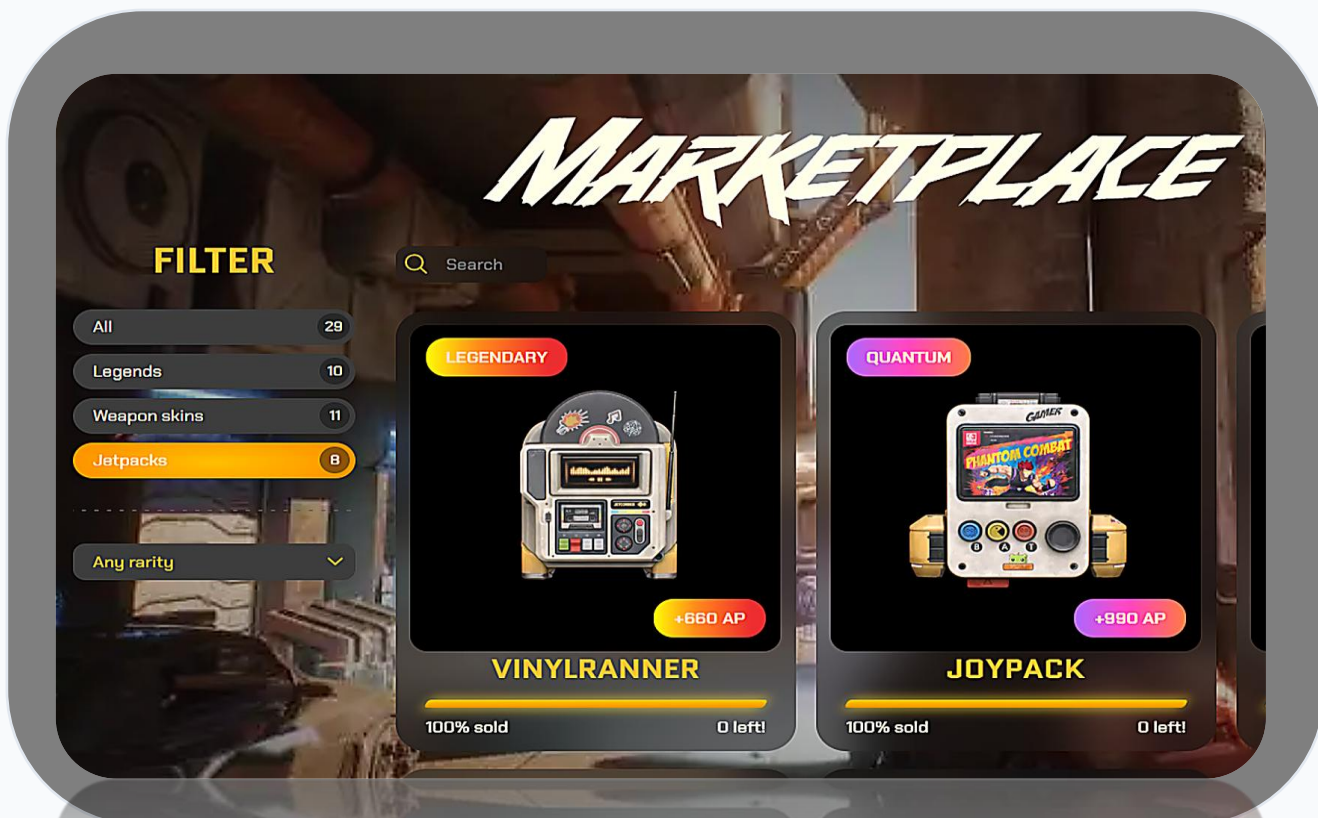 MARKETPLACE
FILTER
Search
All 29
Legends 10
Weapon skins 11
Jetpacks 8
Any rarity
LEGENDARY
GAMER
PHANTOM COMBAT
B A T
+660 AP
VINYLRANNER
100% sold 0 left!
QUANTUM
+990 AP
JOYPACK
100% sold 0 left!